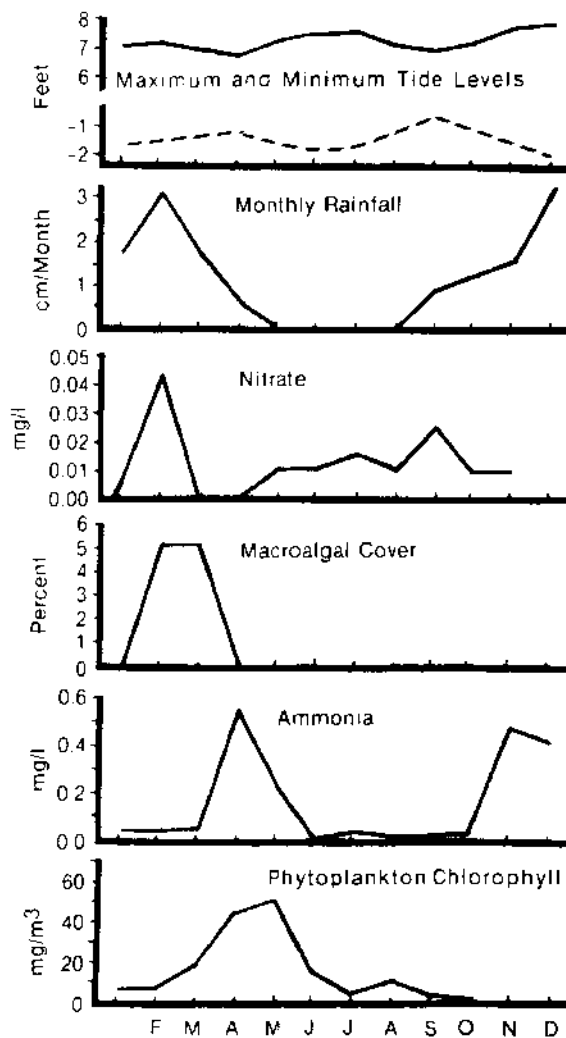 8
7
6
Feet
Maximum and Minimum Tide Levels
-1
-2
3
2
1
0
cm/Month
Monthly Rainfall
0.05
0.04
0.03
0.02
0.01
0.00
mg/l
Nitrate
6
5
4
3
2
1
0
Percent
Macroalgal Cover
0.6
0.4
0.2
0.0
mg/l
Ammonia
60
40
20
0
mg/m3
Phytoplankton Chlorophyll
F M A M J J A S O N D